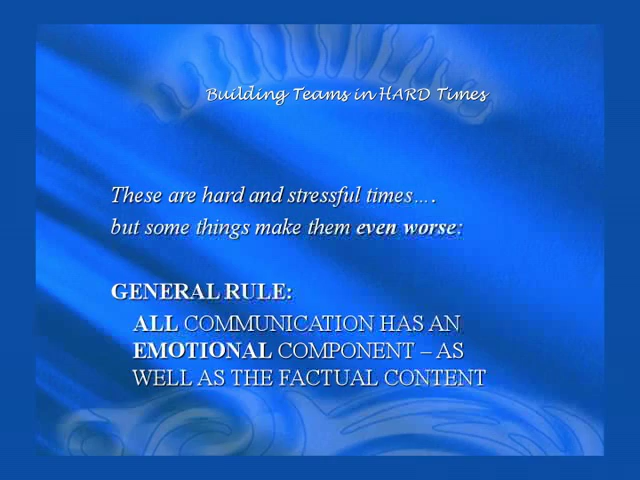 Building Teams in HARD Times
These are hard and stressful times….
but some things make them even worse:
GENERAL RULE:
ALL COMMUNICATION HAS AN
EMOTIONAL COMPONENT – AS
WELL AS THE FACTUAL CONTENT